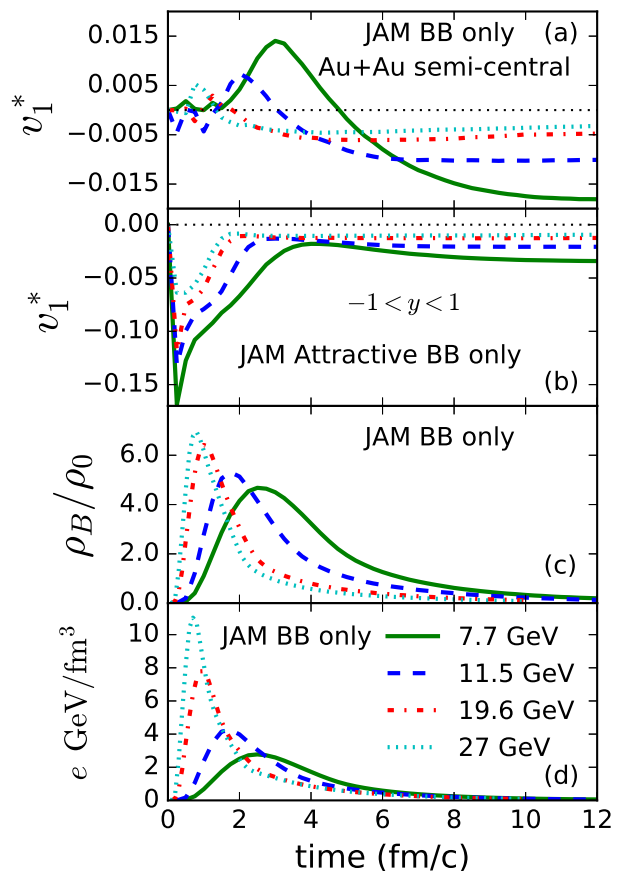 JAM BB only (a)
Au+Au semi-central
0.015
0.005
−0.005
−0.015
v₁*
0.00
−0.05
−0.10
−0.15
v₁*
−1 < y < 1
JAM Attractive BB only
(b)
JAM BB only
6.0
4.0
2.0
0.0
ρ_B/ρ₀
(c)
JAM BB only
10
8
6
4
2
0
e GeV/fm³
7.7 GeV
11.5 GeV
19.6 GeV
27 GeV
(d)
0 2 4 6 8 10 12
time (fm/c)